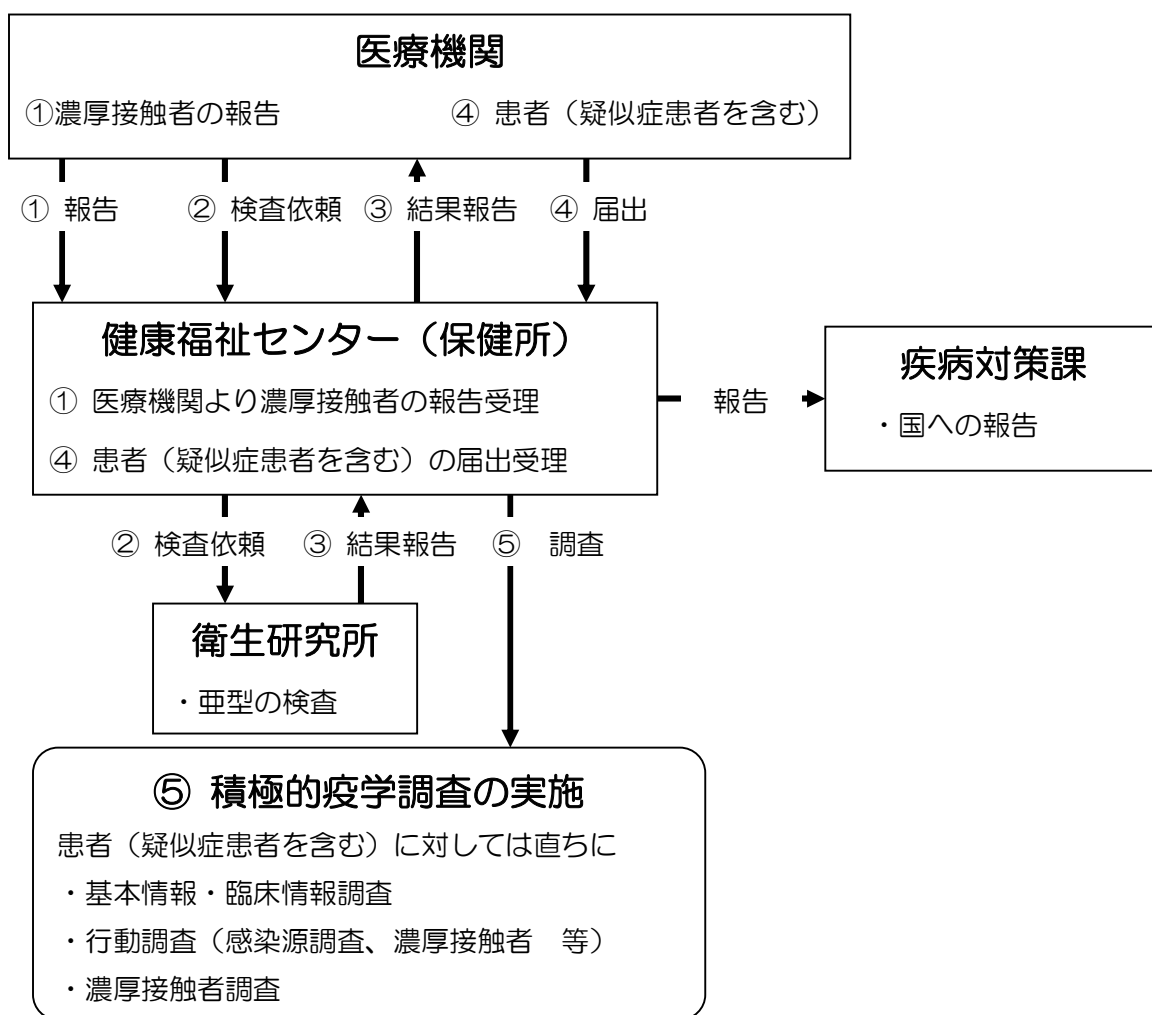 医療機関
①濃厚接触者の報告
④ 患者（疑似症患者を含む）
① 報告
② 検査依頼
③ 結果報告
④ 届出
健康福祉センター（保健所）
① 医療機関より濃厚接触者の報告受理
④ 患者（疑似症患者を含む）の届出受理
報告
疾病対策課
・国への報告
② 検査依頼
③ 結果報告
⑤ 調査
衛生研究所
・亜型の検査
⑤ 積極的疫学調査の実施
患者（疑似症患者を含む）に対しては直ちに
・基本情報・臨床情報調査
・行動調査（感染源調査、濃厚接触者　等）
・濃厚接触者調査